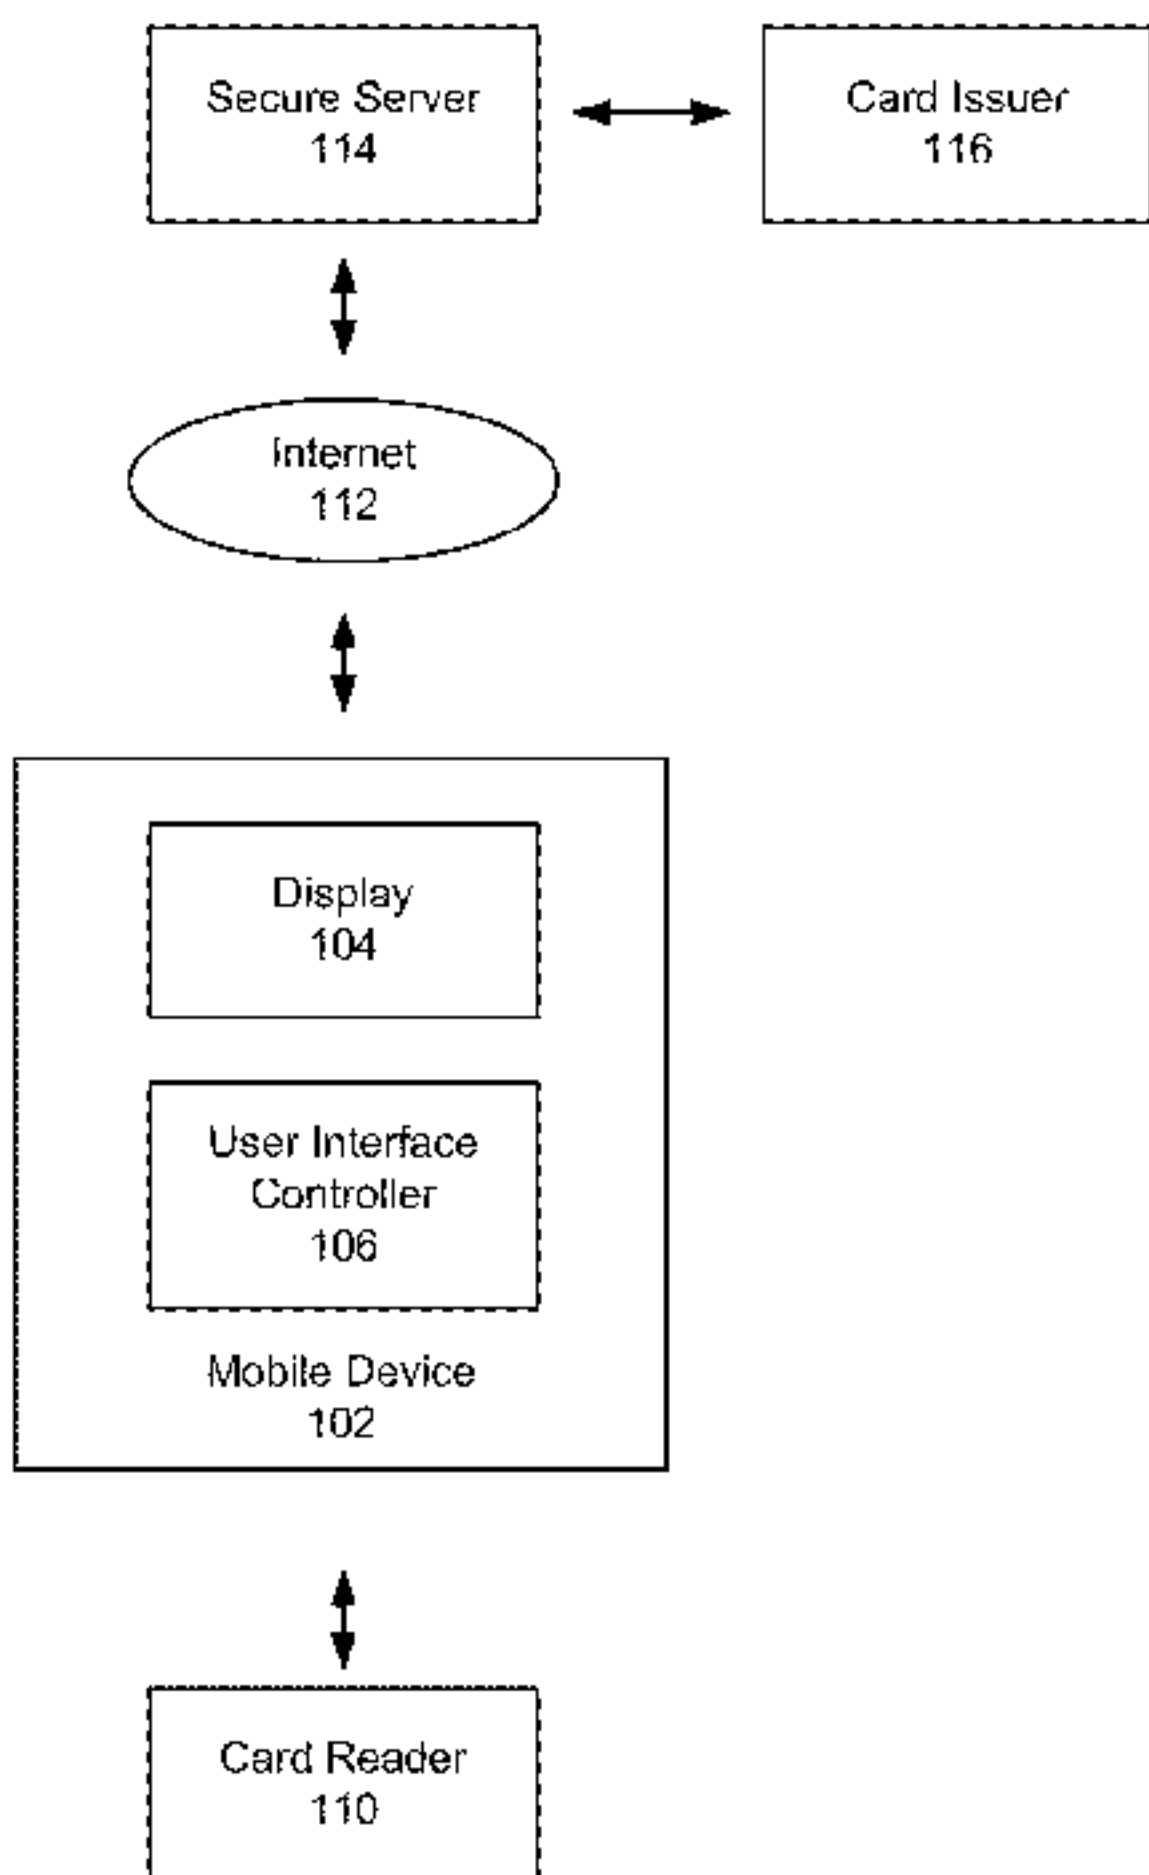 Secure Server
114
Card Issuer
116
Internet
112
Display
104
User Interface
Controller
106
Mobile Device
102
Card Reader
110